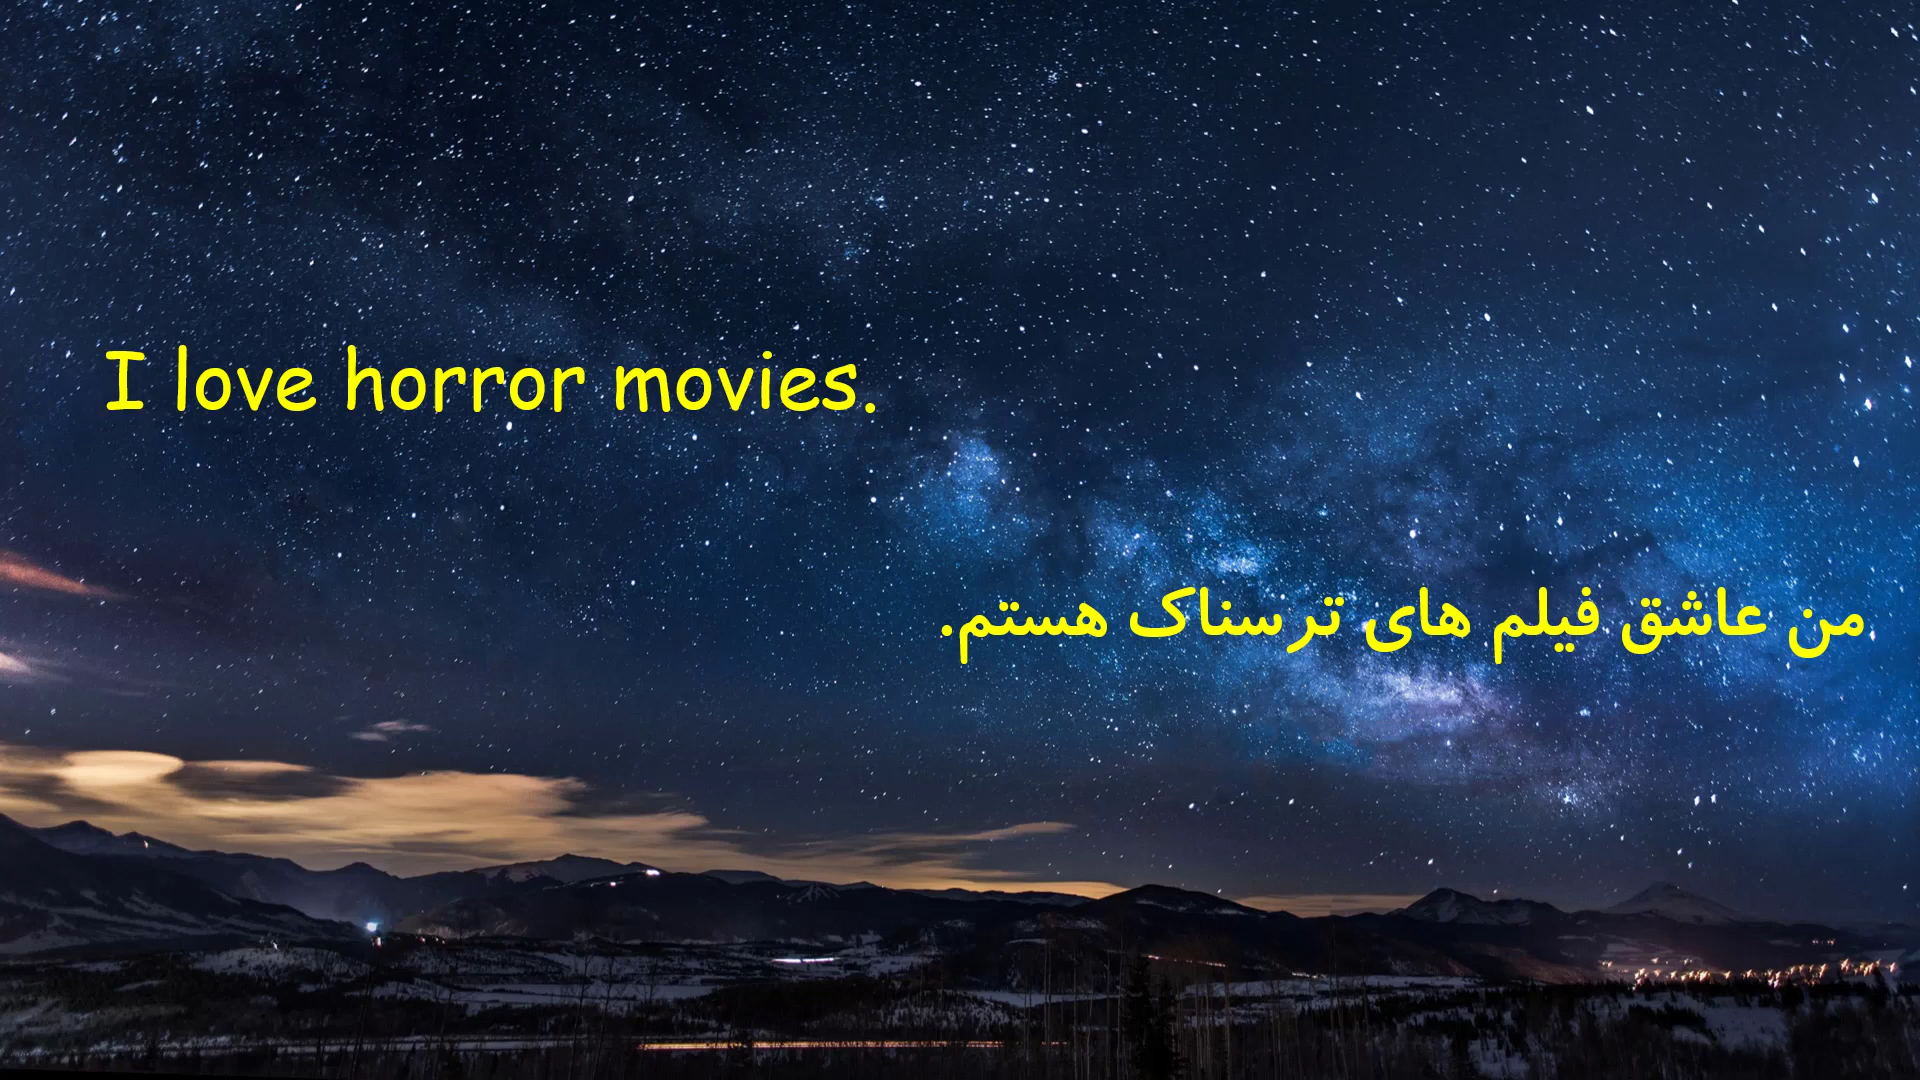 I love horror movies.
من عاشق فیلم های ترسناک هستم.